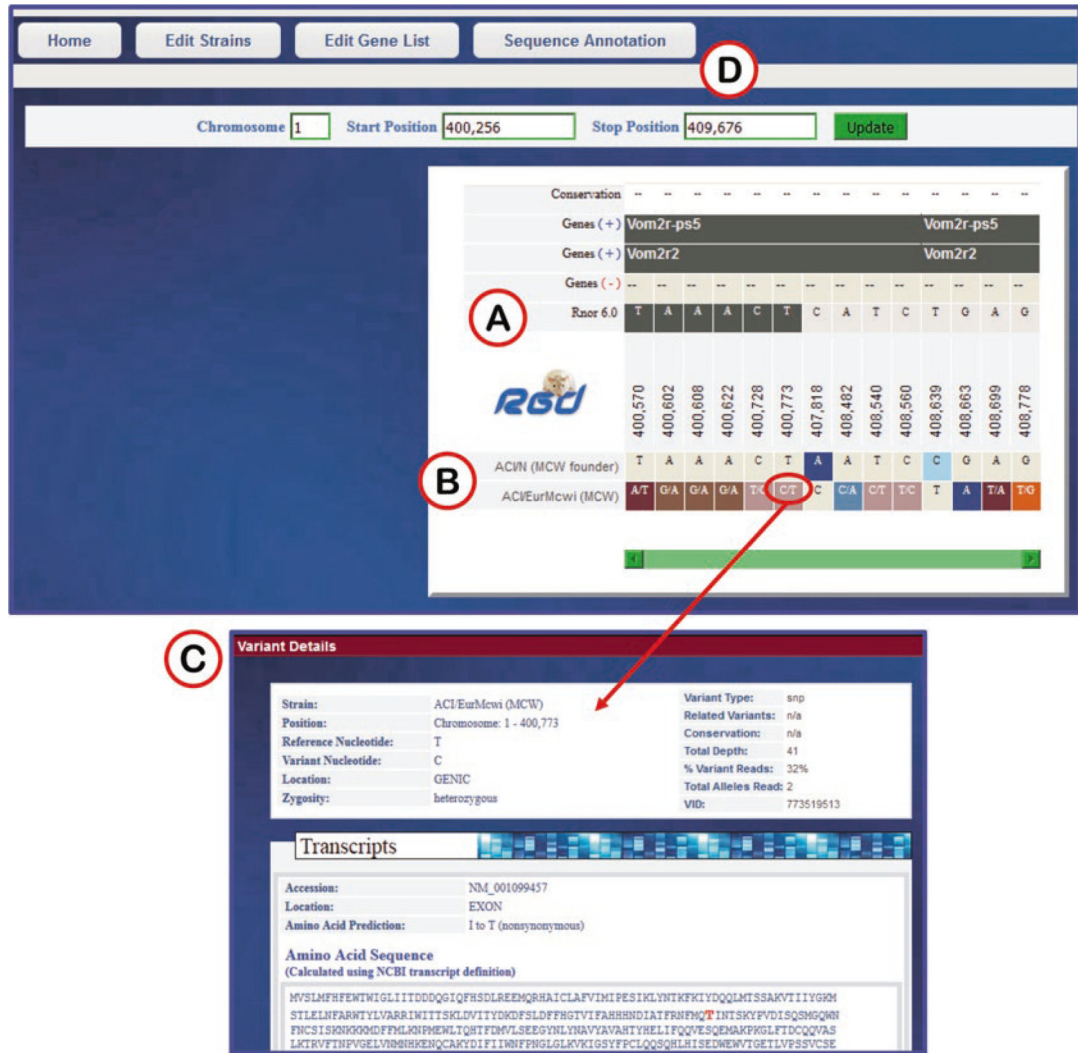 Home Edit Strains Edit Gene List Sequence Annotation
D
Chromosome 1 Start Position 400,256 Stop Position 409,676 Update
Conservation -- -- -- -- -- -- -- -- -- -- -- -- -- --
Genes (+) Vom2r-ps5 Vom2r-ps5
Genes (+) Vom2r2 Vom2r2
Genes (-) -- -- -- -- -- -- -- -- -- -- -- -- -- --
A
Rnor 6.0 T A A A C T C A T C T G A G
RGD
400,570 400,602 400,608 400,622 400,728 400,773 407,818 408,482 408,540 408,560 408,639 408,663 408,699 408,778
B
ACI/N (MCW founder) T A A A C T A A T C C G A G
ACI/EurMcwi (MCW) A/T G/A G/A G/A T/C C/T C C/A C/T T/C T A T/A T/G
C
Variant Details
Strain: ACI/EurMcwi (MCW)
Position: Chromosome: 1 - 400,773
Reference Nucleotide: T
Variant Nucleotide: C
Location: GENIC
Zygosity: heterozygous
Variant Type: snp
Related Variants: n/a
Conservation: n/a
Total Depth: 41
% Variant Reads: 32%
Total Alleles Read: 2
VID: 773519513
Transcripts
Accession: NM_001099457
Location: EXON
Amino Acid Prediction: I to T (nonsynonymous)
Amino Acid Sequence
(Calculated using NCBI transcript definition)
MVSLMFHFEWTWIGLIITDDDQGIQFHSDLREEMQRHAICLAFVIMIPESIKLYNTKFKIYDQQLMTSSAKVTIIYGKM
STLELNFARWTYLVARRIWITTSKLDVITYDKDFSLDFFHGTVIFAHHHNDIATFRNFMQTINTSKYPVDISQSMGQWN
FNCSISKNKKKMDFFMLKNPMEWLTQHTFDMVLSEEGYNLYNAVYAVAHTYHELIFQQVESQEMAKPKGLFTDCQQVAS
LKTRVFTNPVGELVNMNHKENQCAKYDIFIIWNFPNGLGLKVKIGSYFPCLQQSQHLHISEDWEWVTGETLVPSSVCSE